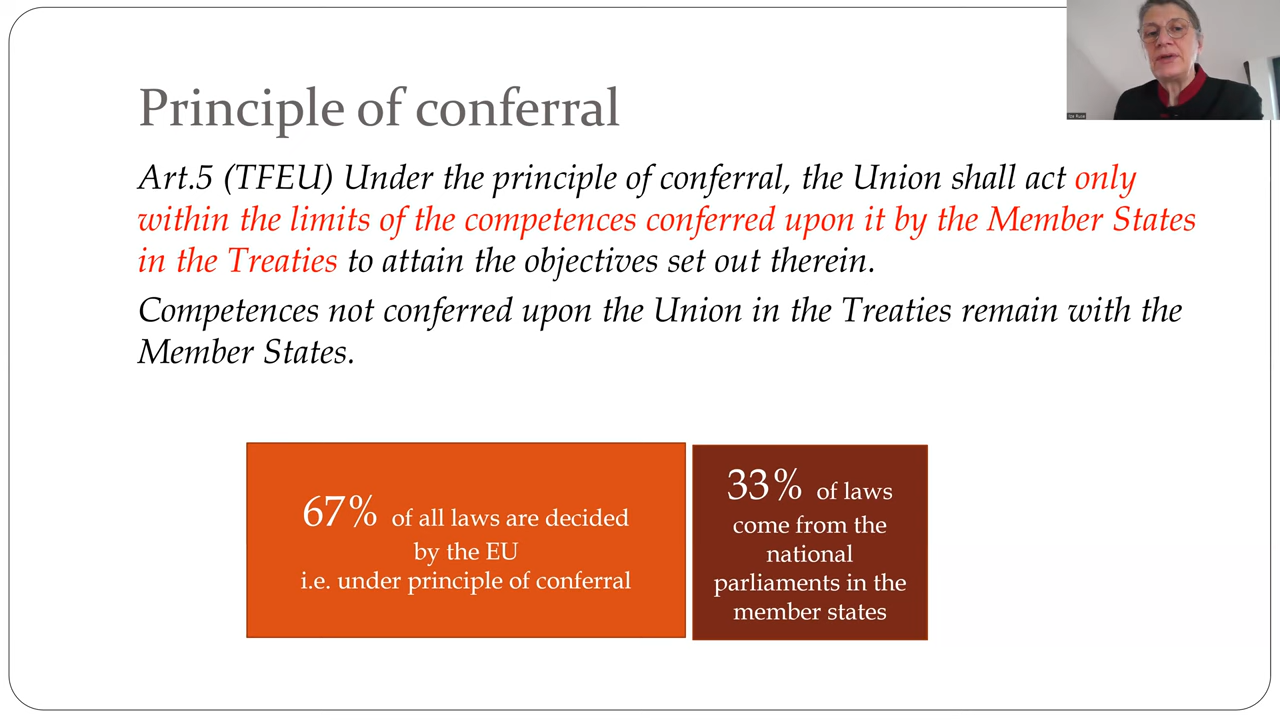 Principle of conferral
Art.5 (TFEU) Under the principle of conferral, the Union shall act only
within the limits of the competences conferred upon it by the Member States
in the Treaties to attain the objectives set out therein.
Competences not conferred upon the Union in the Treaties remain with the
Member States.
67% of all laws are decided
by the EU
i.e. under principle of conferral
33% of laws
come from the
national
parliaments in the
member states